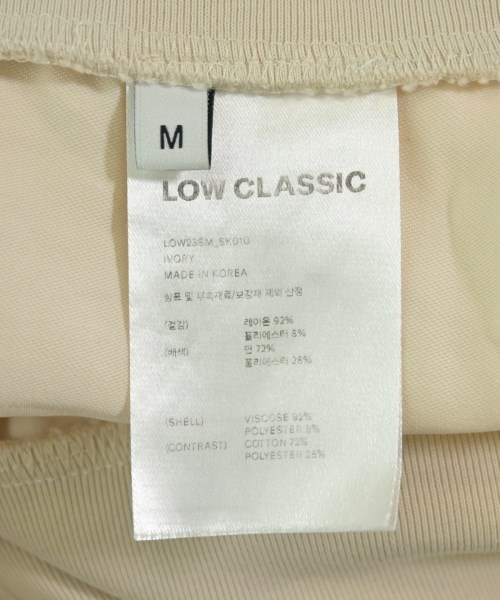 M
LOW CLASSIC
LOW23SM_SK010
IVORY
MADE IN KOREA
상표 및 부속재료/보강재 제외 산정
(겉감) 레이온 92%
폴리에스터 8%
(배색) 면 72%
폴리에스터 28%
(SHELL) VISCOSE 92%
POLYESTER 8%
(CONTRAST) COTTON 72%
POLYESTER 28%